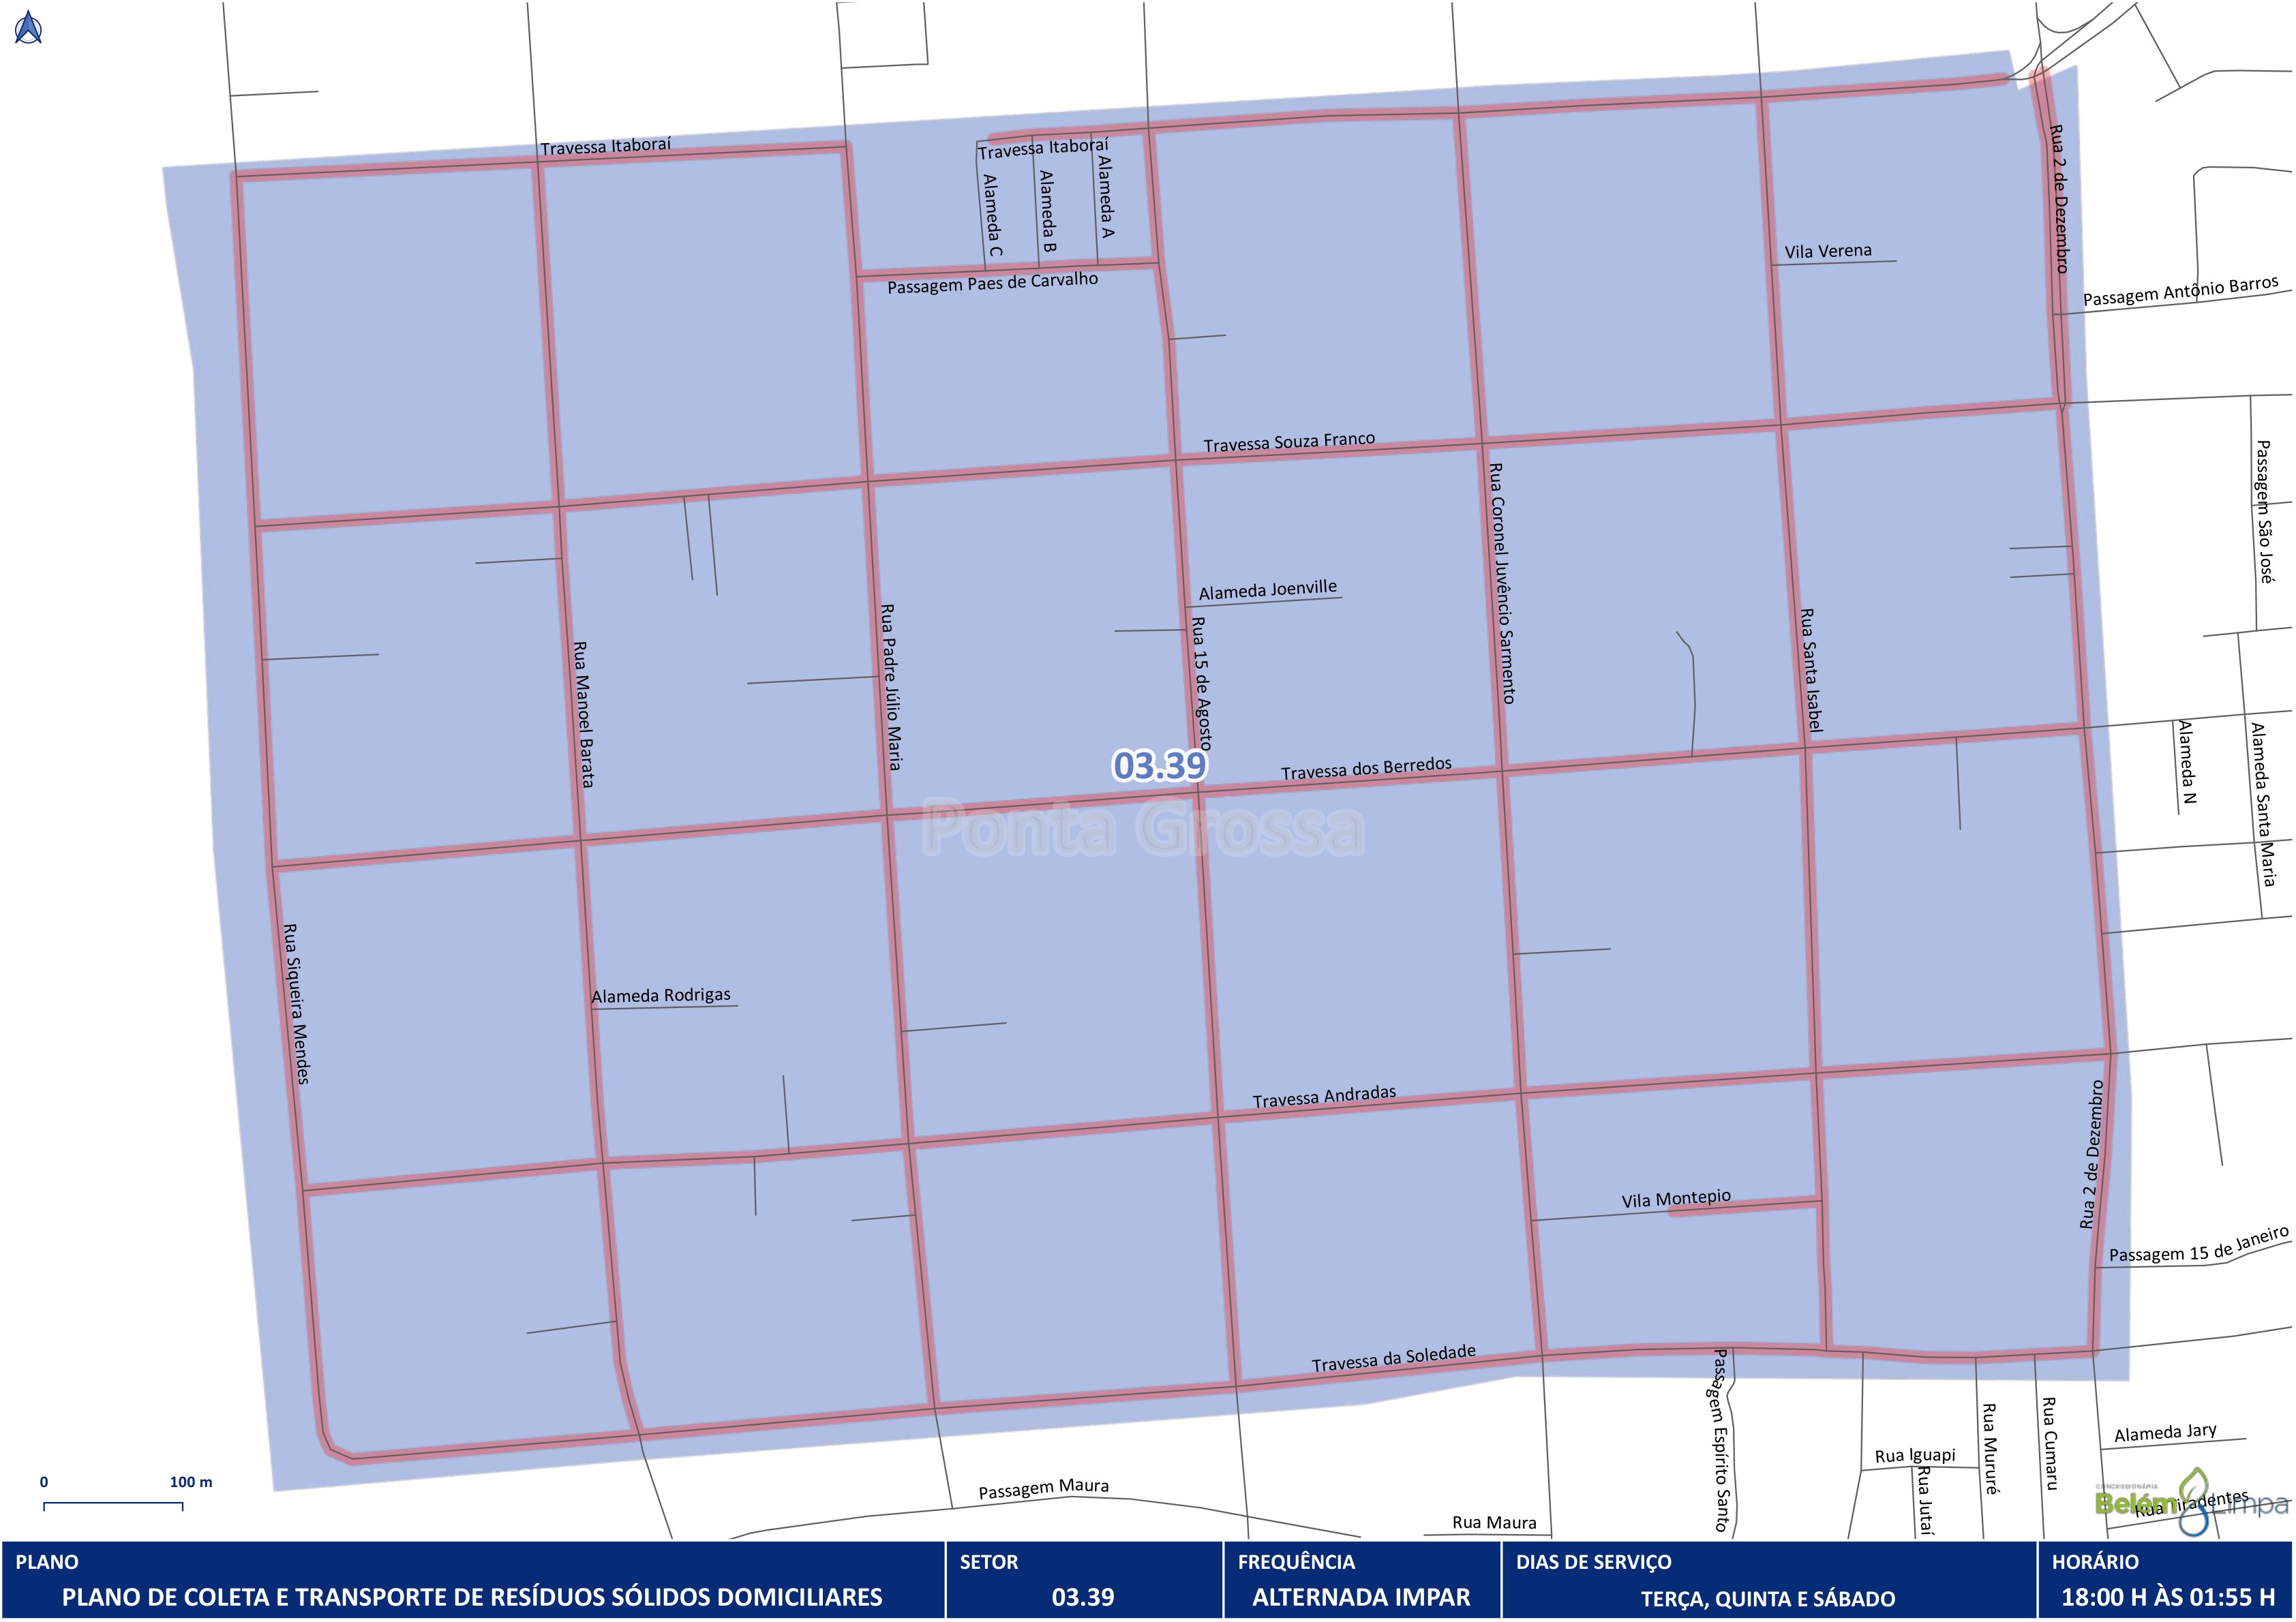 Travessa Itaboraí
Travessa Itaboraí
Alameda C
Alameda B
Alameda A
Passagem Paes de Carvalho
Rua 2 de Dezembro
Vila Verena
Passagem Antônio Barros
Travessa Souza Franco
Passagem São José
Rua Coronel Juvêncio Sarmento
Alameda Joenville
Rua Manoel Barata
Rua Padre Júlio Maria
Rua 15 de Agosto
Rua Santa Isabel
03.39
Travessa dos Berredos
Ponta Grossa
Alameda N
Alameda Santa Maria
Rua Siqueira Mendes
Alameda Rodrigas
Travessa Andradas
Rua 2 de Dezembro
Vila Montepio
Passagem 15 de Janeiro
Travessa da Soledade
Passagem Espírito Santo
Rua Iguapi
Rua Jutaí
Rua Mururé
Rua Cumaru
Alameda Jary
Passagem Maura
Rua Maura
0 100 m
CONCESSIONÁRIA
Belém Limpa
Rua Tiradentes
PLANO
PLANO DE COLETA E TRANSPORTE DE RESÍDUOS SÓLIDOS DOMICILIARES
SETOR
03.39
FREQUÊNCIA
ALTERNADA IMPAR
DIAS DE SERVIÇO
TERÇA, QUINTA E SÁBADO
HORÁRIO
18:00 H ÀS 01:55 H